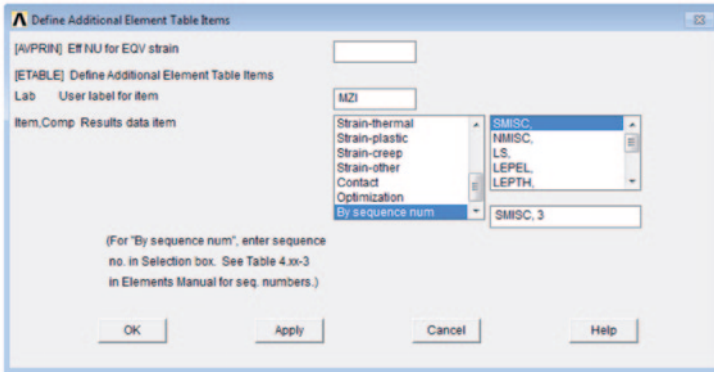 Define Additional Element Table Items
[AVPRIN] Eff NU for EQV strain
[ETABLE] Define Additional Element Table Items
Lab User label for item MZI
Item,Comp Results data item
Strain-thermal
Strain-plastic
Strain-creep
Strain-other
Contact
Optimization
By sequence num
SMISC,
NMISC,
LS,
LEPEL,
LEPTH,
SMISC, 3
(For "By sequence num", enter sequence
no. in Selection box. See Table 4.xx-3
in Elements Manual for seq. numbers.)
OK Apply Cancel Help